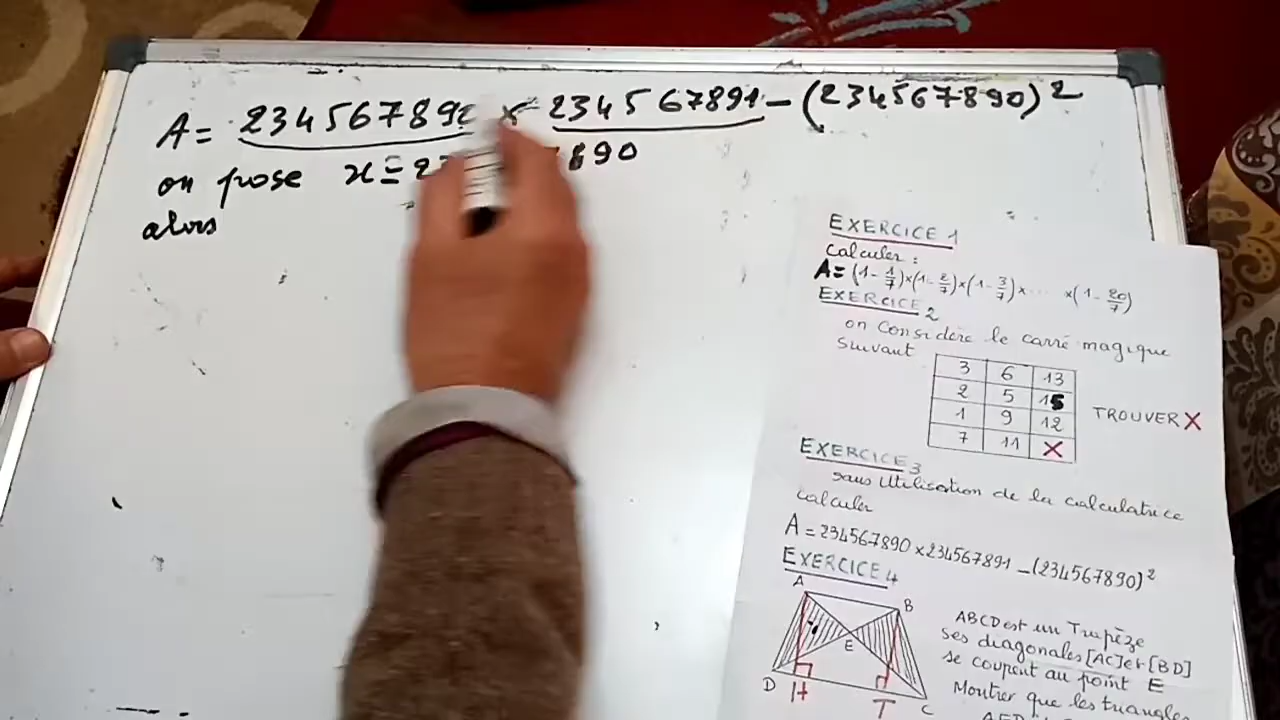 A = 234567890 × 234567891 - (234567890)²
on pose x = 23 890
alors
EXERCICE 1
Calculer :
A = (1 - 1/7) × (1 - 2/7) × (1 - 3/7) × ... × (1 - 20/7)
EXERCICE 2
on considère le carré magique
suivant
3 6 13
2 5 15
1 9 12
7 11 X
TROUVER X
EXERCICE 3
sans utilisation de la calculatrice
calculer
A = 234567890 × 234567891 - (234567890)²
EXERCICE 4
A B
E
D H T C
ABCD est un Trapèze
ses diagonales [AC] et [BD]
se coupent au point E
Montrer que les triangles